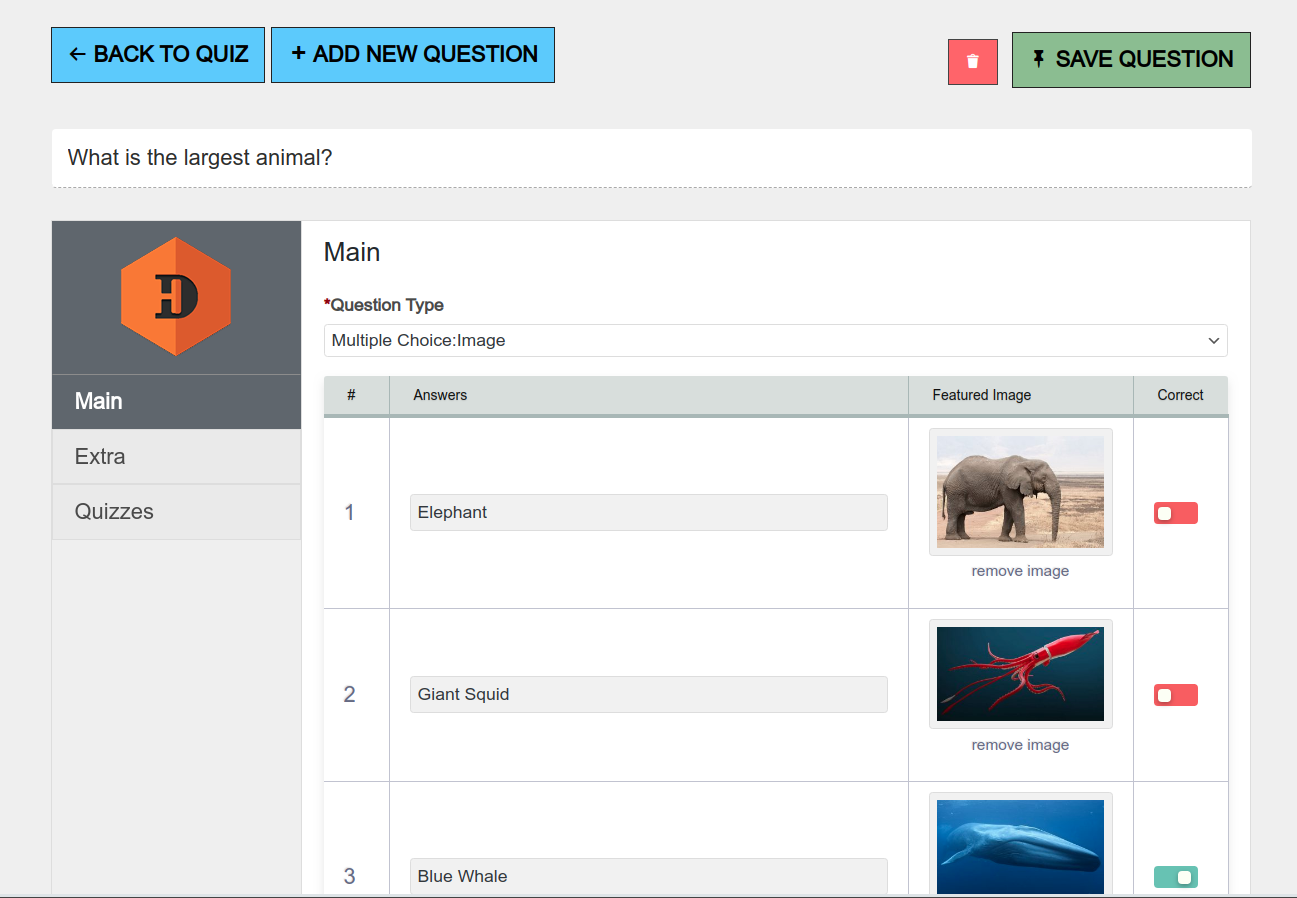 ← BACK TO QUIZ
+ ADD NEW QUESTION
SAVE QUESTION
What is the largest animal?
HD
Main
Extra
Quizzes
Main
*Question Type
Multiple Choice:Image
# Answers Featured Image Correct
1 Elephant
remove image
2 Giant Squid
remove image
3 Blue Whale